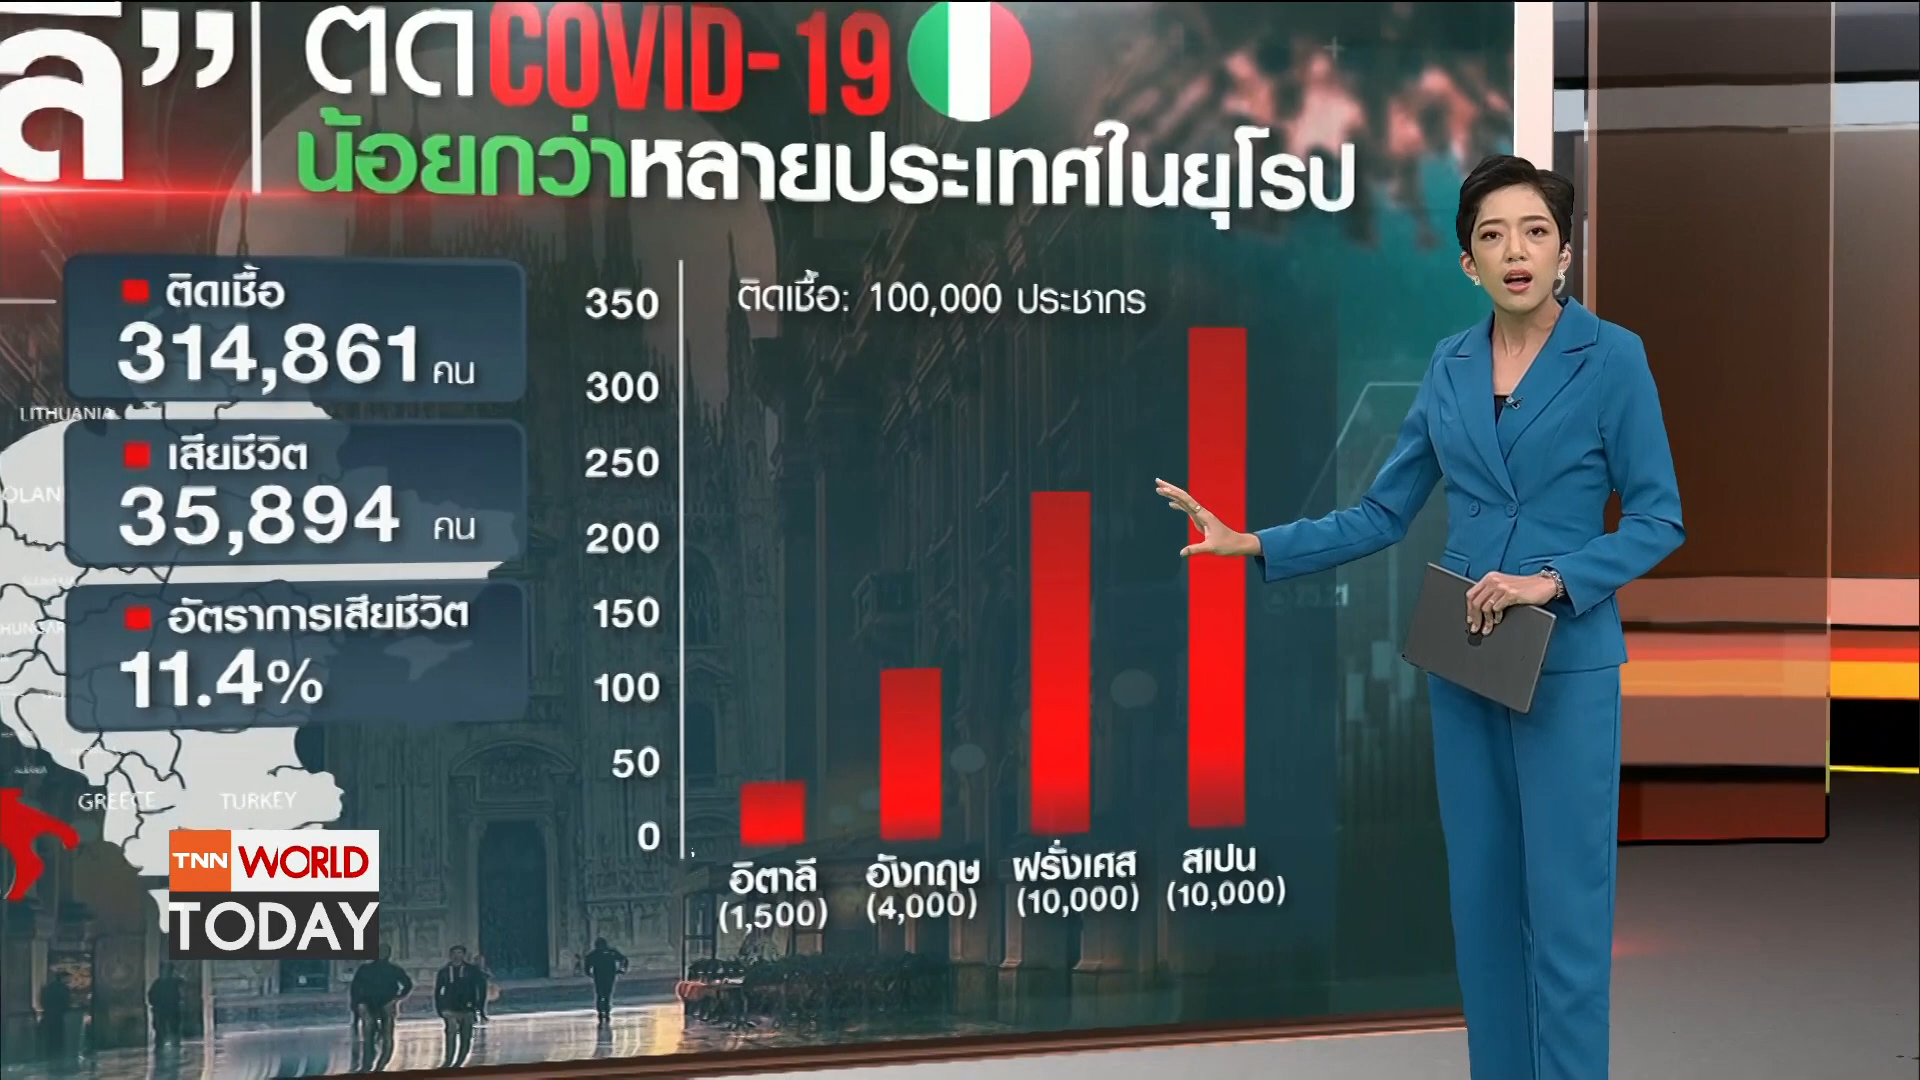 ลี” ติด COVID-19
น้อยกว่าหลายประเทศในยุโรป
ติดเชื้อ
314,861 คน
เสียชีวิต
35,894 คน
อัตราการเสียชีวิต
11.4%
ติดเชื้อ: 100,000 ประชากร
350
300
250
200
150
100
50
0
อิตาลี
(1,500)
อังกฤษ
(4,000)
ฝรั่งเศส
(10,000)
สเปน
(10,000)
LITHUANIA
OLAN
HUNGAR
GREECE
TURKEY
TNN WORLD
TODAY